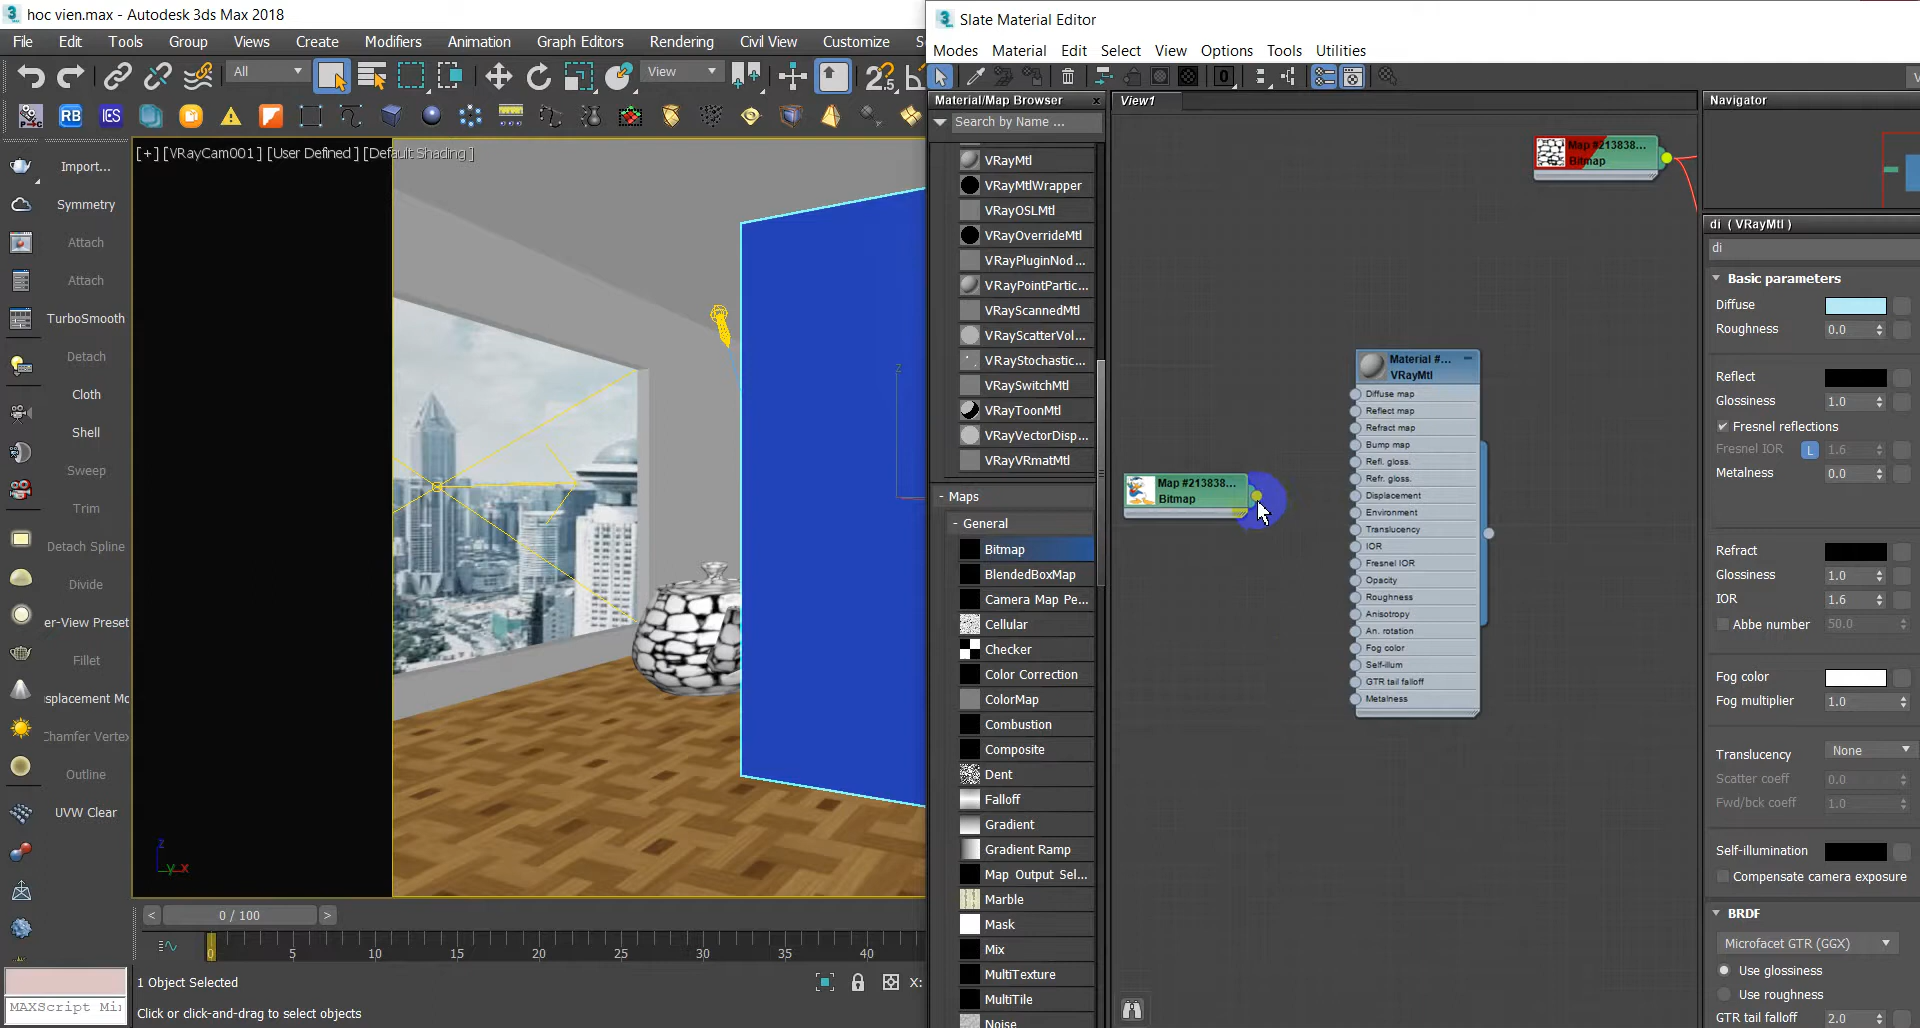 hoc vien.max - Autodesk 3ds Max 2018
File Edit Tools Group Views Create Modifiers Animation Graph Editors Rendering Civil View Customize
All
View
[+] [VRayCam001] [User Defined] [Default Shading]
Import...
Symmetry
Attach
Attach
TurboSmooth
Detach
Cloth
Shell
Sweep
Trim
Detach Spline
Divide
er-View Preset
Fillet
splacement Mo
Chamfer Vertex
Outline
UVW Clear
RB
IES
z
z
y
x
< 0 / 100 >
0 5 10 15 20 25 30 35 40
1 Object Selected
X:
MAXScript Mi
Click or click-and-drag to select objects
Slate Material Editor
Modes Material Edit Select View Options Tools Utilities
Material/Map Browser x
Search by Name ...
VRayMtl
VRayMtlWrapper
VRayOSLMtl
VRayOverrideMtl
VRayPluginNod...
VRayPointPartic...
VRayScannedMtl
VRayScatterVol...
VRayStochastic...
VRaySwitchMtl
VRayToonMtl
VRayVectorDisp...
VRayVRmatMtl
- Maps
- General
Bitmap
BlendedBoxMap
Camera Map Pe...
Cellular
Checker
Color Correction
ColorMap
Combustion
Composite
Dent
Falloff
Gradient
Gradient Ramp
Map Output Sel...
Marble
Mask
Mix
MultiTexture
MultiTile
Noise
View1
Map #213838...
Bitmap
Map #213838...
Bitmap
Material #...
VRayMtl
Diffuse map
Reflect map
Refract map
Bump map
Refl. gloss.
Refr. gloss.
Displacement
Environment
Translucency
IOR
Fresnel IOR
Opacity
Roughness
Anisotropy
An. rotation
Fog color
Self-illum
GTR tail falloff
Metalness
Navigator
di ( VRayMtl )
di
Basic parameters
Diffuse
Roughness 0.0
Reflect
Glossiness 1.0
Fresnel reflections
Fresnel IOR L 1.6
Metalness 0.0
Refract
Glossiness 1.0
IOR 1.6
Abbe number 50.0
Fog color
Fog multiplier 1.0
Translucency None
Scatter coeff 0.0
Fwd/bck coeff 1.0
Self-illumination
Compensate camera exposure
BRDF
Microfacet GTR (GGX)
Use glossiness
Use roughness
GTR tail falloff 2.0